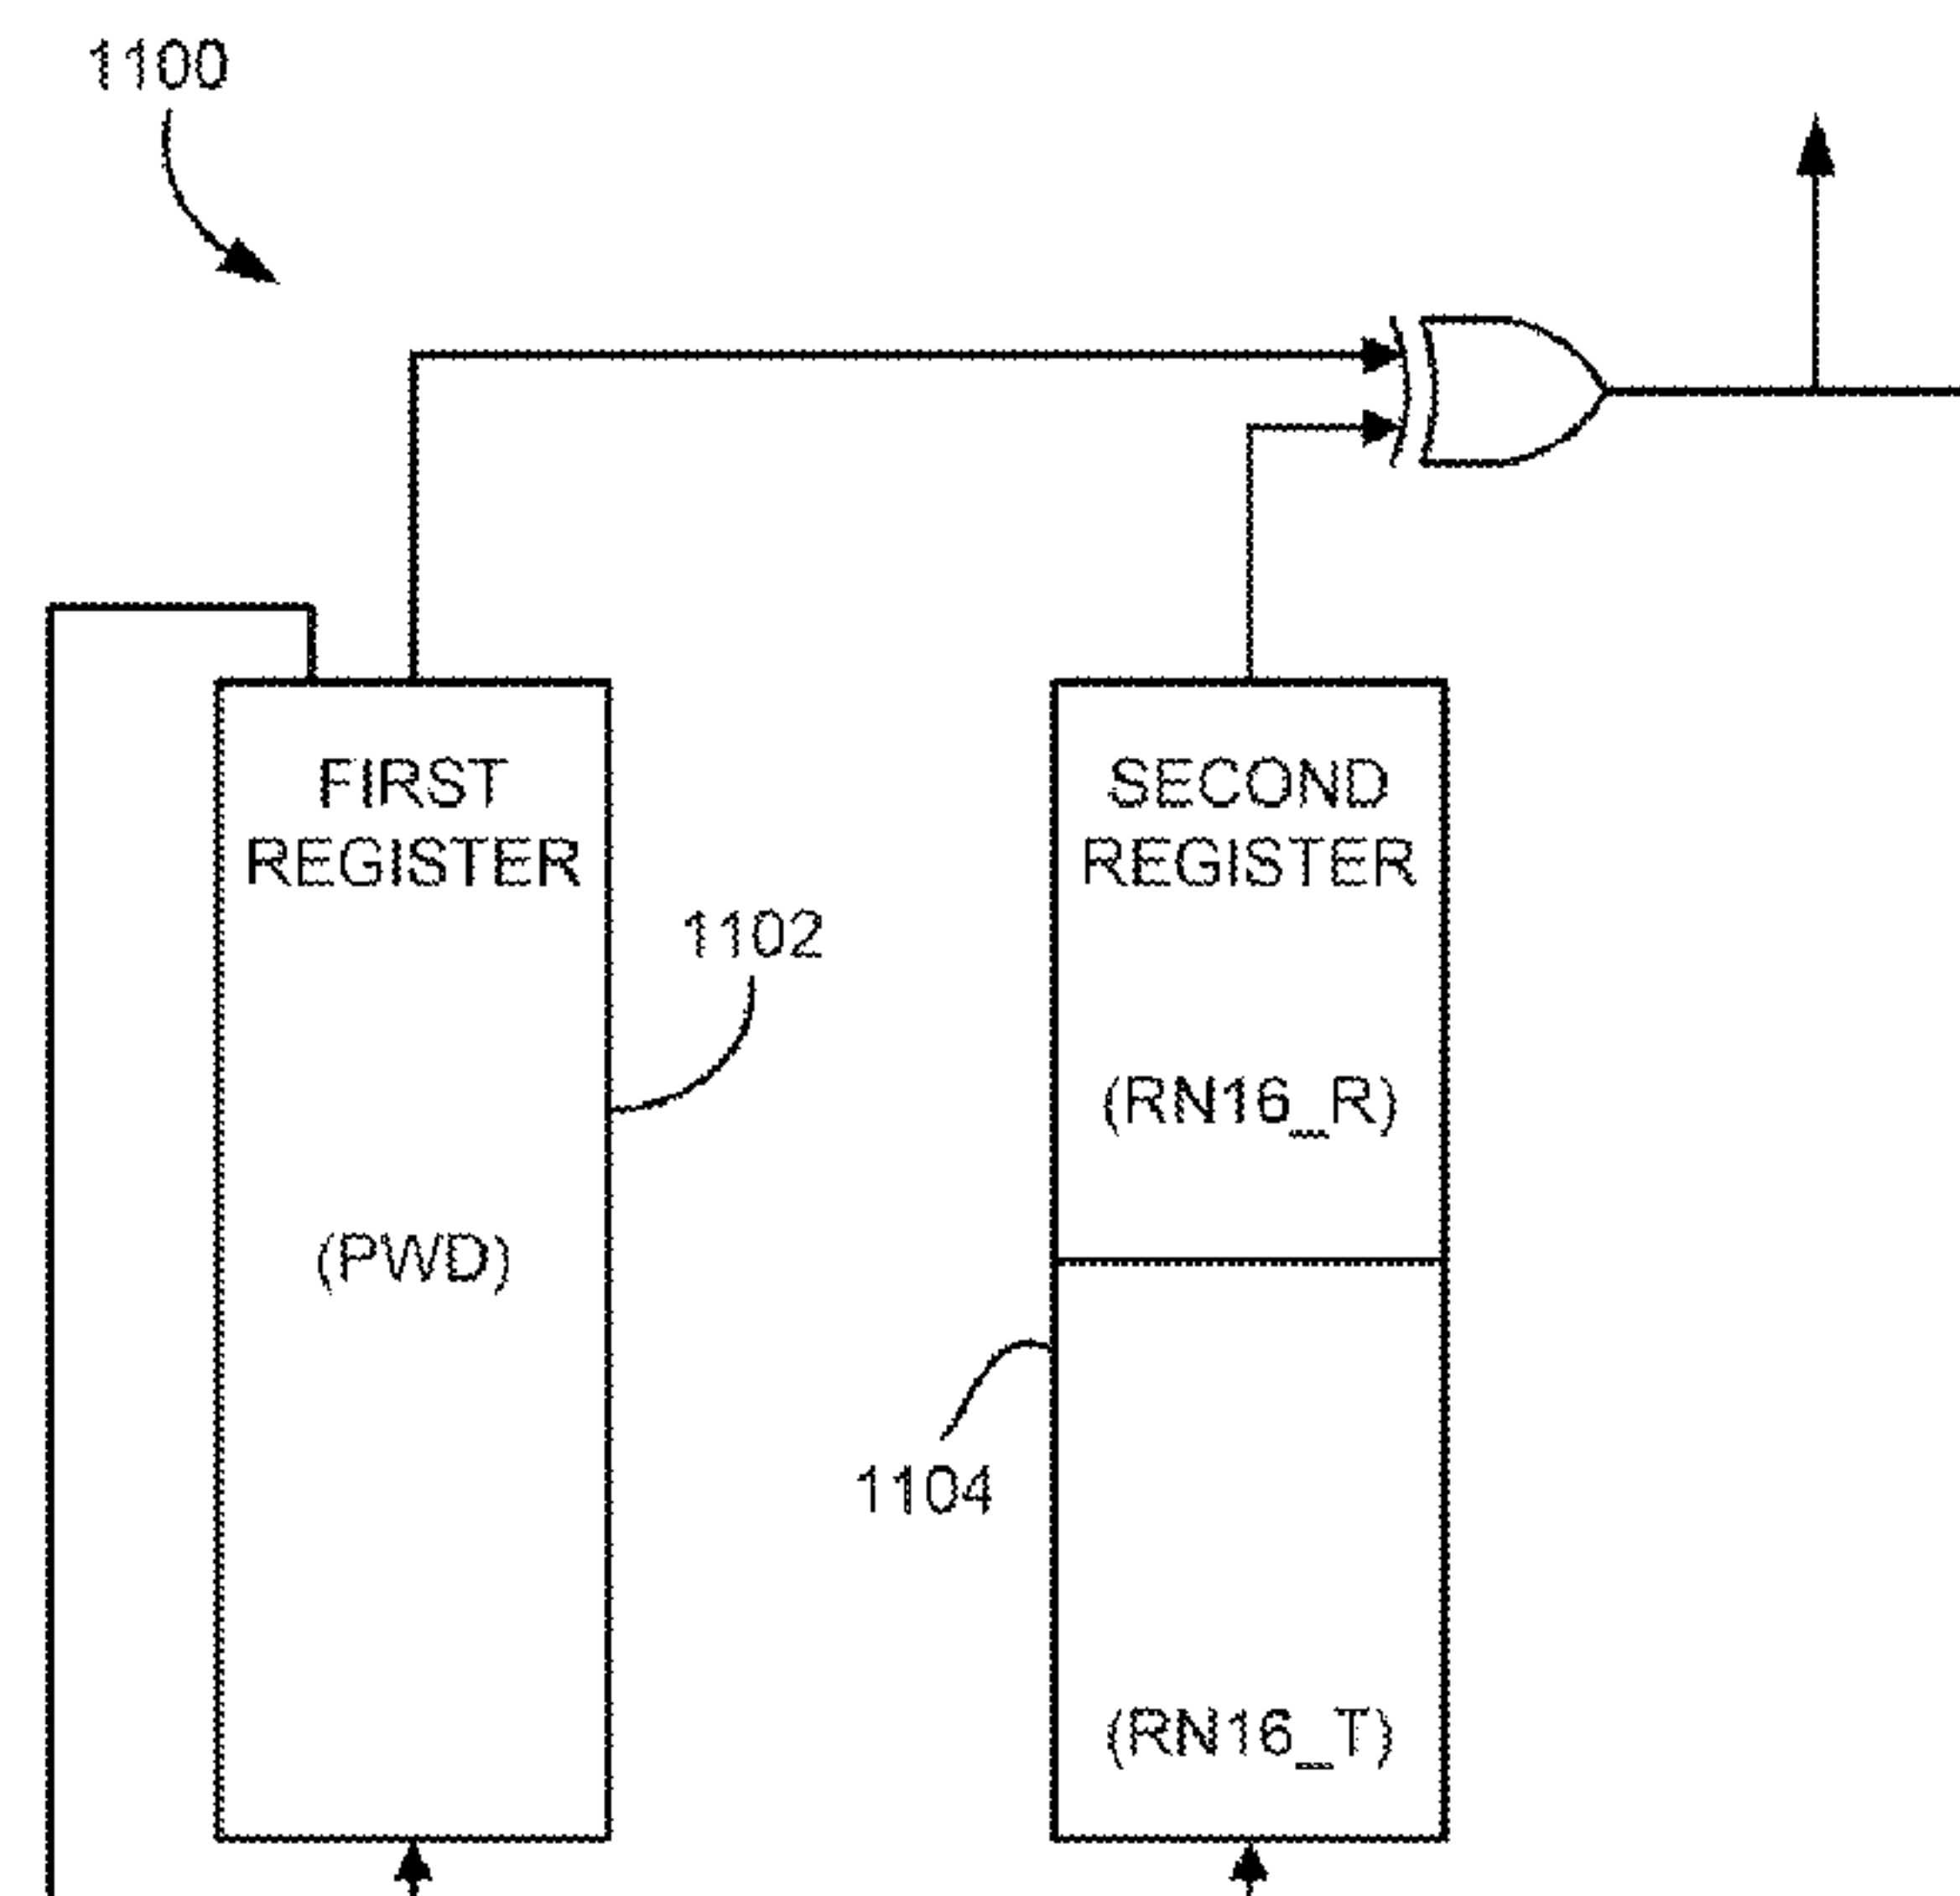 1100
FIRST
REGISTER
SECOND
REGISTER
1102
(RN16_R)
(PWD)
1104
(RN16_T)